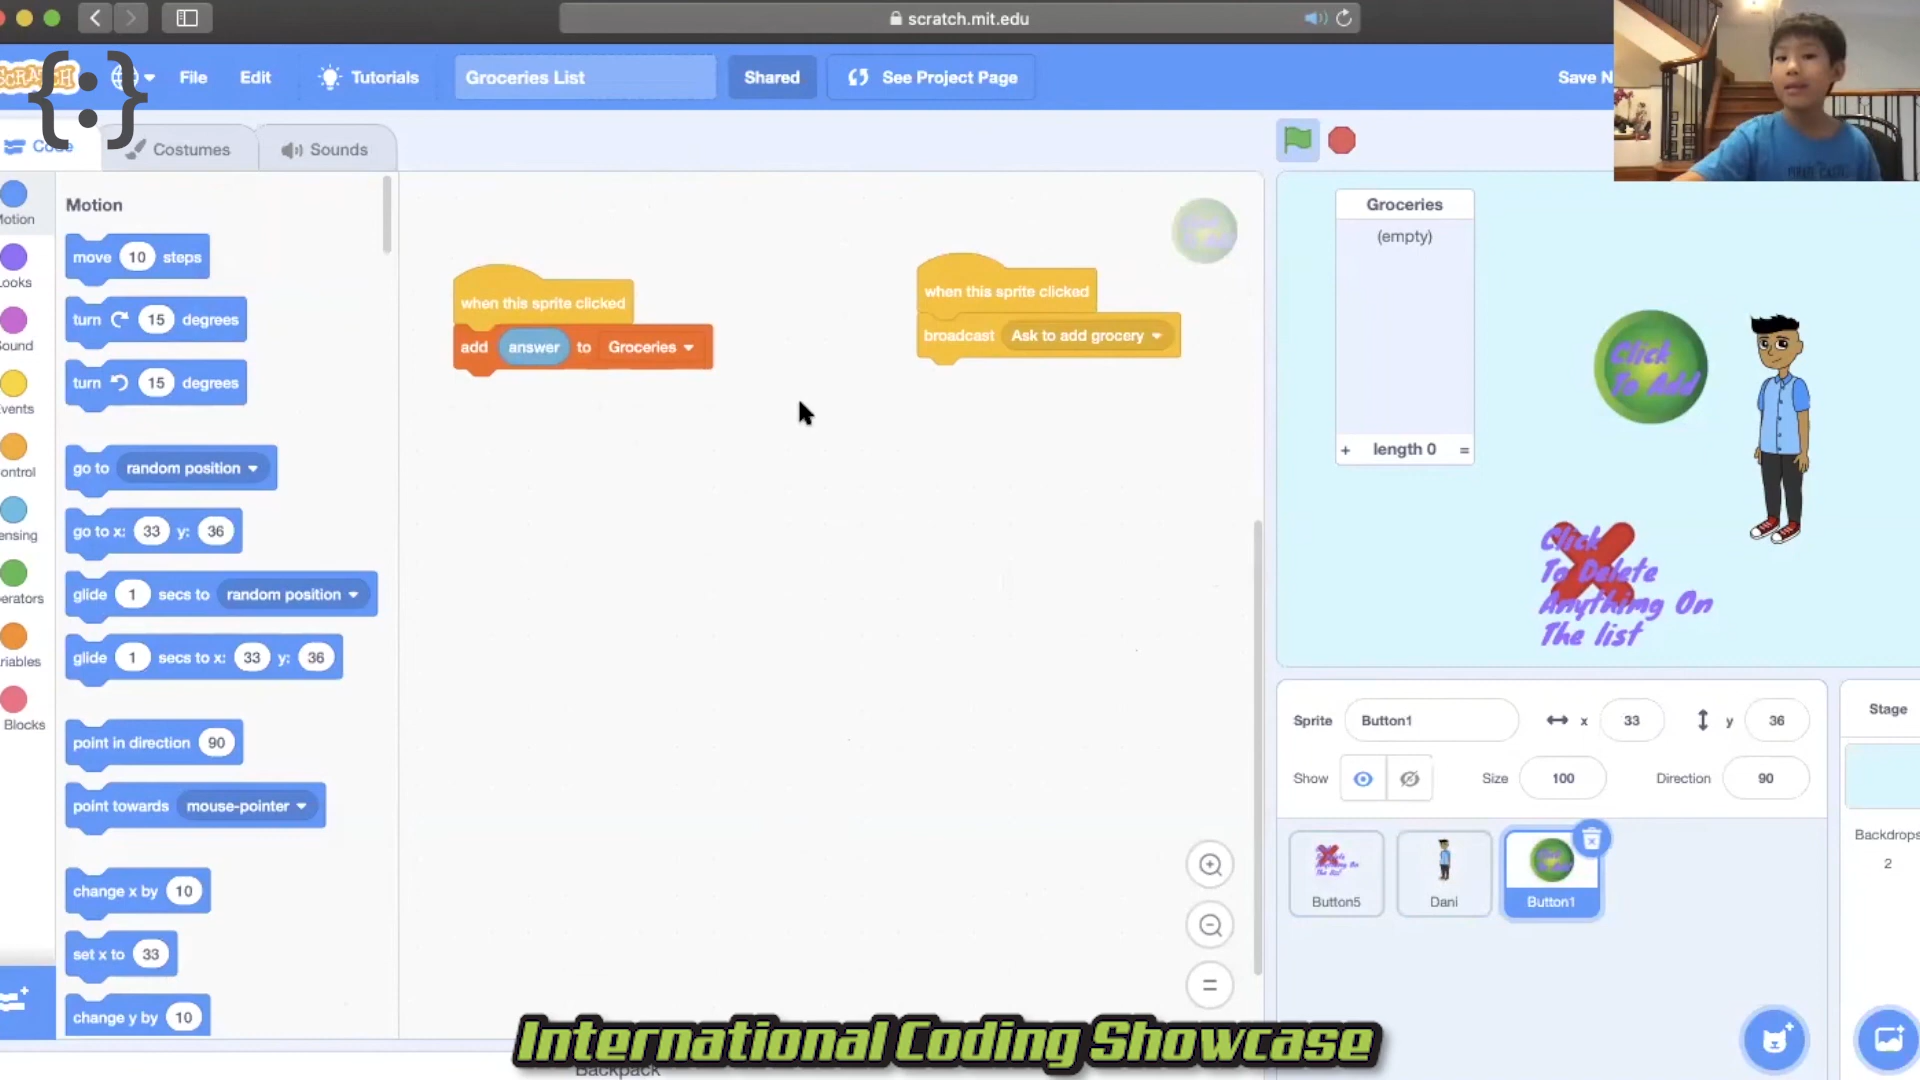 scratch.mit.edu
SCRATCH
File
Edit
Tutorials
Groceries List
Shared
See Project Page
Save N
{:}
Code
Costumes
Sounds
Motion
Looks
Sound
Events
Control
Sensing
Operators
Variables
Blocks
Motion
move 10 steps
turn 15 degrees
turn 15 degrees
go to random position
go to x: 33 y: 36
glide 1 secs to random position
glide 1 secs to x: 33 y: 36
point in direction 90
point towards mouse-pointer
change x by 10
set x to 33
change y by 10
when this sprite clicked
add answer to Groceries
when this sprite clicked
broadcast Ask to add grocery
Groceries
(empty)
+ length 0 =
Click
To Add
Click
To Delete
Anything On
The list
Sprite Button1 x 33 y 36
Show Size 100 Direction 90
Button5
Dani
Button1
Stage
Backdrops
2
Backpack
International Coding Showcase